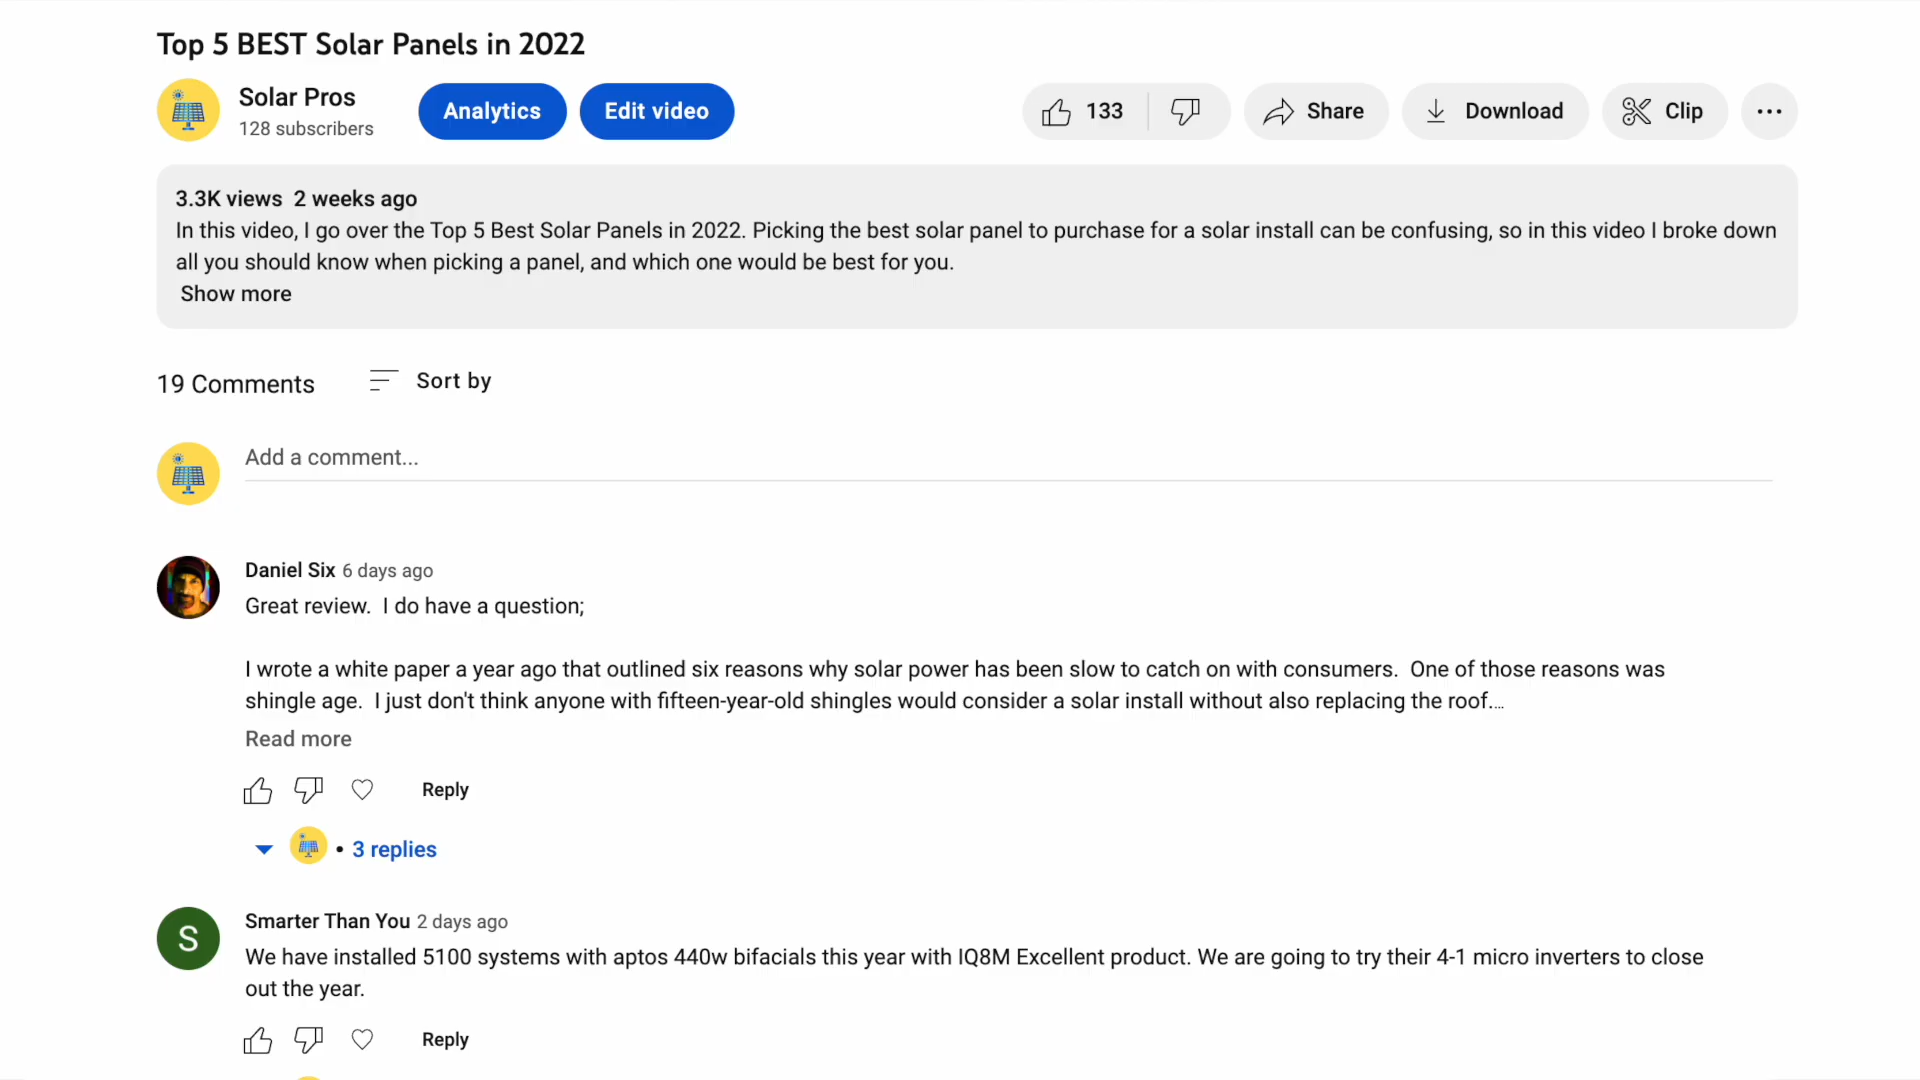 Top 5 BEST Solar Panels in 2022
Solar Pros
128 subscribers
Analytics
Edit video
133
Share
Download
Clip
3.3K views 2 weeks ago
In this video, I go over the Top 5 Best Solar Panels in 2022. Picking the best solar panel to purchase for a solar install can be confusing, so in this video I broke down
all you should know when picking a panel, and which one would be best for you.
Show more
19 Comments
Sort by
Add a comment...
Daniel Six 6 days ago
Great review. I do have a question;
I wrote a white paper a year ago that outlined six reasons why solar power has been slow to catch on with consumers. One of those reasons was
shingle age. I just don't think anyone with fifteen-year-old shingles would consider a solar install without also replacing the roof...
Read more
Reply
• 3 replies
S
Smarter Than You 2 days ago
We have installed 5100 systems with aptos 440w bifacials this year with IQ8M Excellent product. We are going to try their 4-1 micro inverters to close
out the year.
Reply